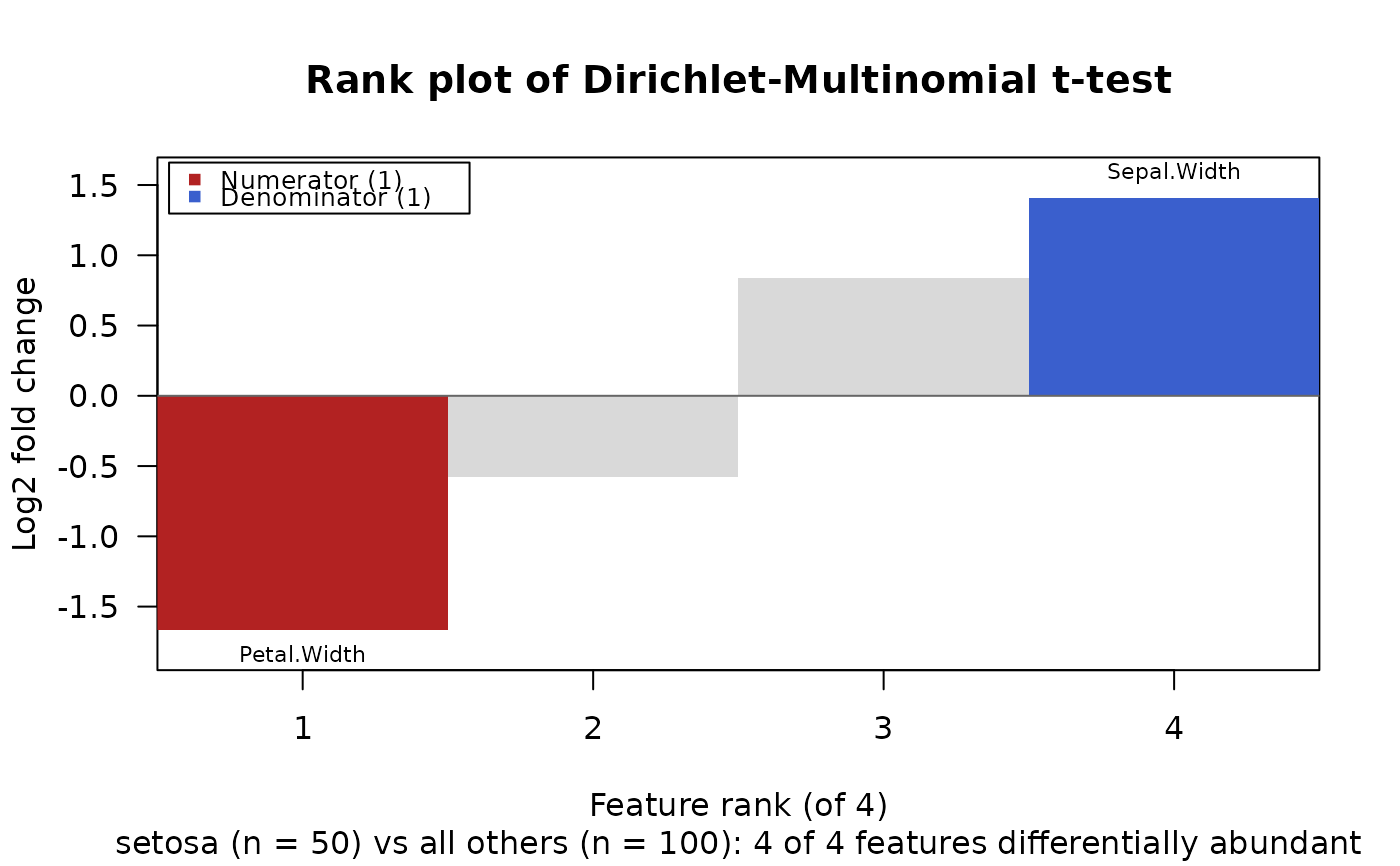 Rank plot of Dirichlet-Multinomial t-test
Numerator (1)
Denominator (1)
Sepal.Width
1.5
1.0
0.5
0.0
-0.5
-1.0
-1.5
Log2 fold change
Petal.Width
1 2 3 4
Feature rank (of 4)
setosa (n = 50) vs all others (n = 100): 4 of 4 features differentially abundant